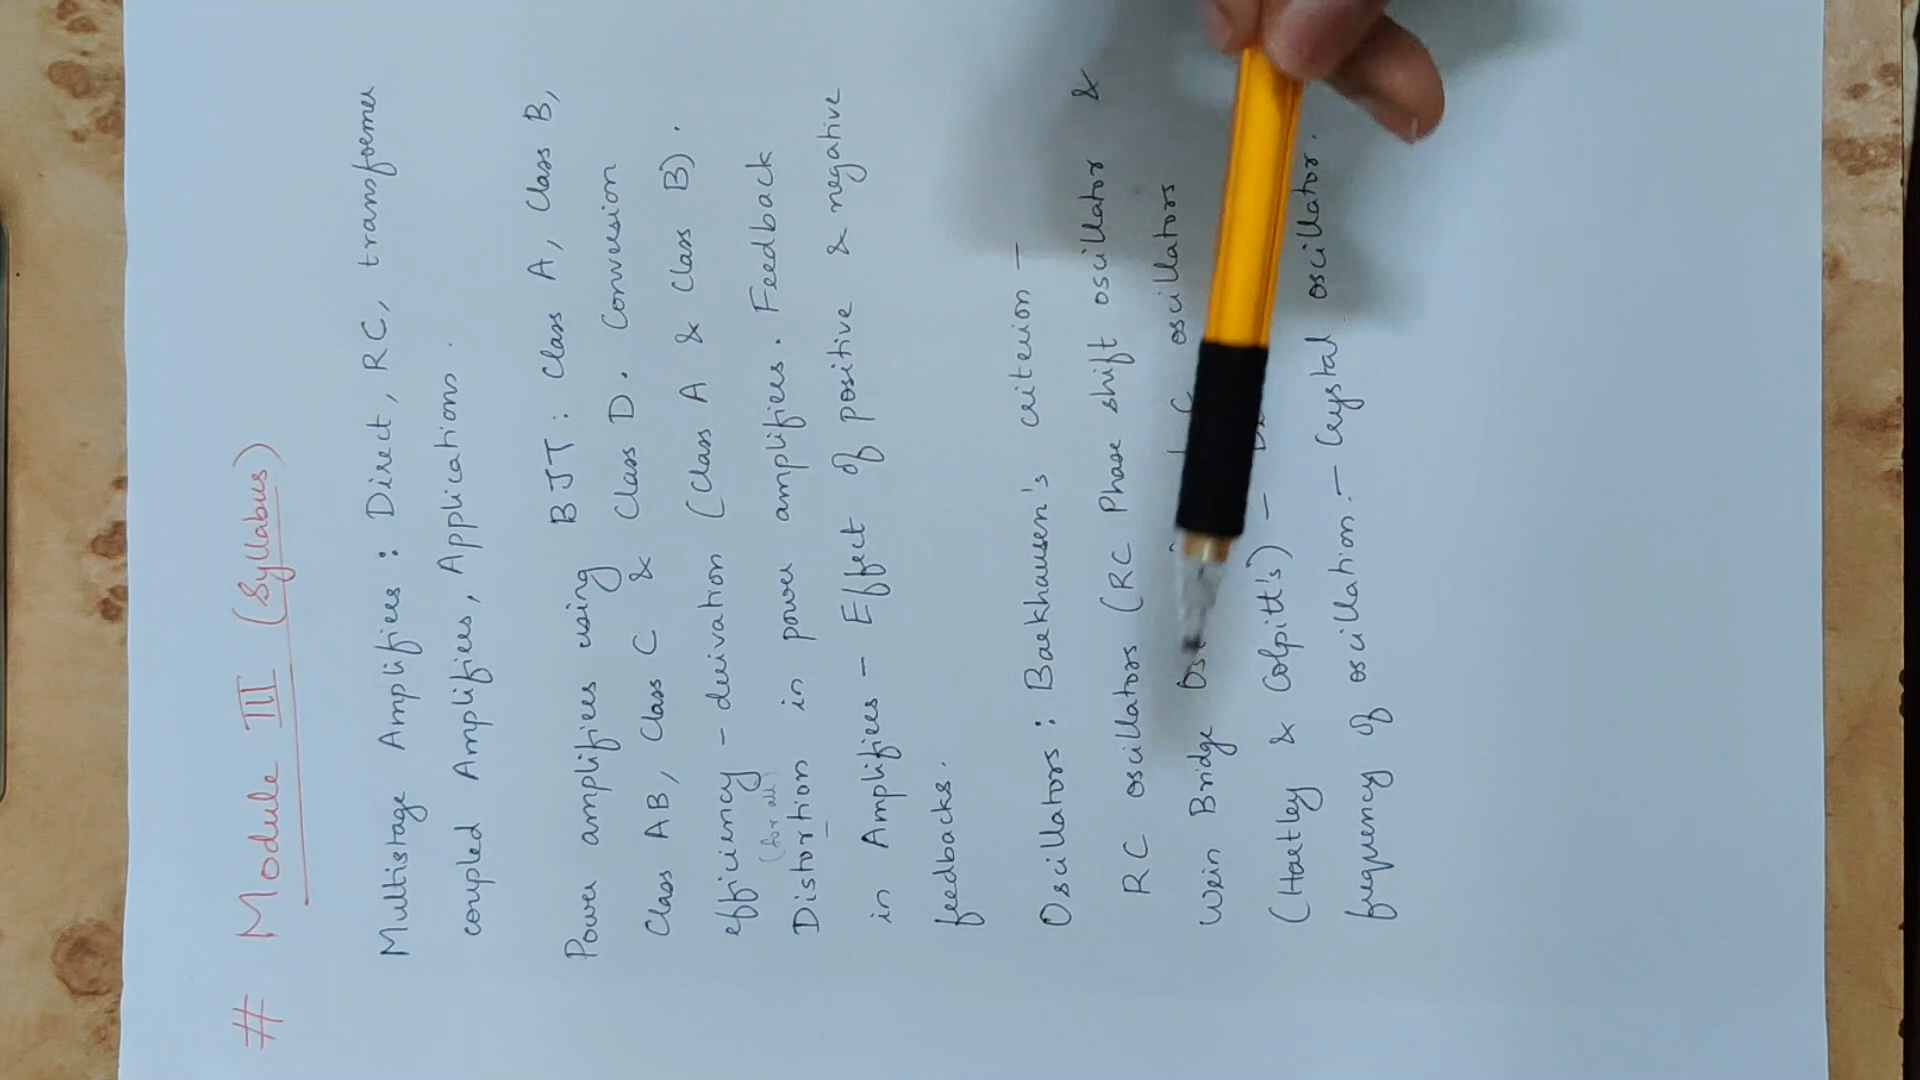 # Module III (Syllabus)
Multistage Amplifiers : Direct, RC, transformer
coupled Amplifiers, Applications.
Power amplifiers using BJT : Class A, Class B,
Class AB, Class C & Class D. Conversion
efficiency - derivation (Class A & Class B).
(for all)
Distortion in power amplifiers. Feedback
in Amplifiers - Effect of positive & negative
feedbacks.
Oscillators : Barkhausen's criterion -
RC oscillators (RC Phase shift oscillator &
Wein Bridge oscillators
(Hartley & Colpitt's) -
frequency of oscillation. - Crystal oscillator.